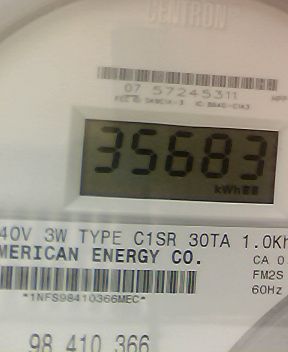 CENTRON®
07 57245311
35683
kWh
40V 3W TYPE C1SR 30TA 1.0Kh
MERICAN ENERGY CO.
CA 0
FM2S
60Hz
*1NFS98410366MEC*
98 410 366